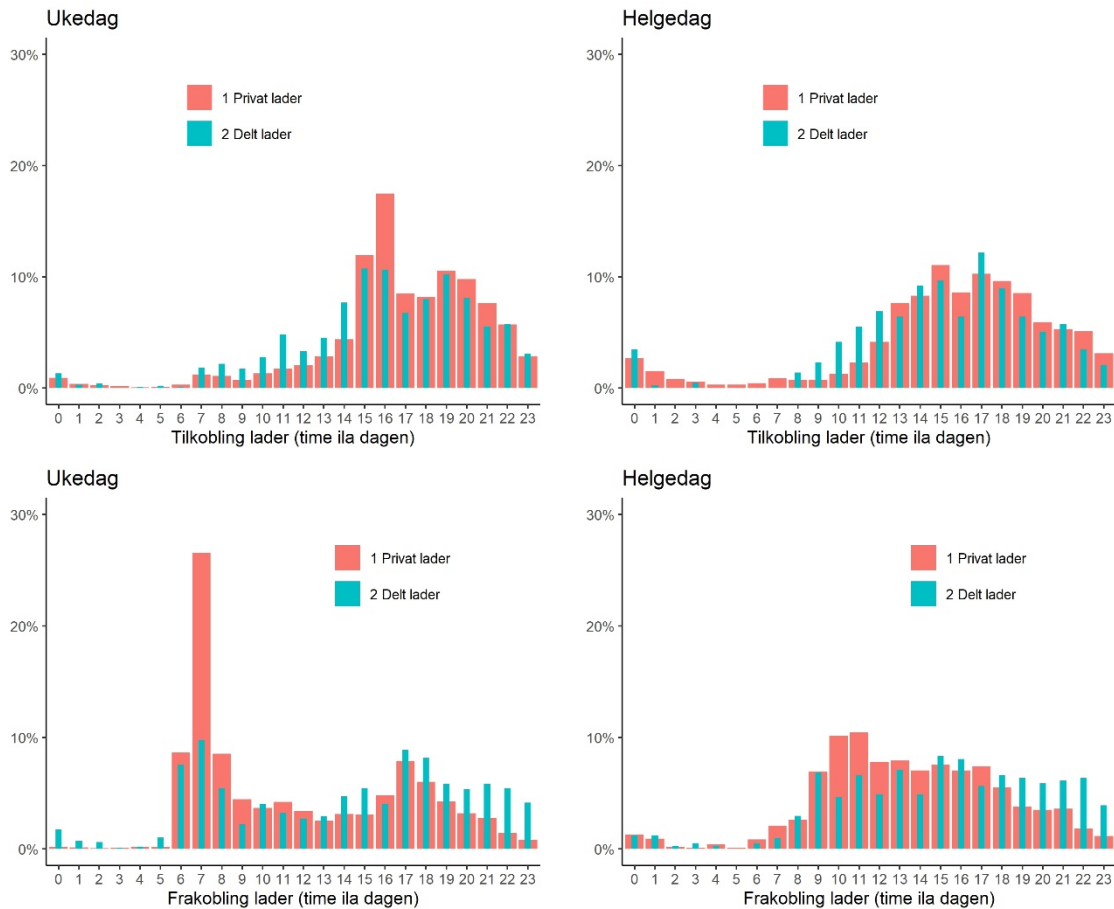 Ukedag
30%
20%
10%
0%
1 Privat lader
2 Delt lader
0 1 2 3 4 5 6 7 8 9 10 11 12 13 14 15 16 17 18 19 20 21 22 23
Tilkobling lader (time ila dagen)
Helgedag
30%
20%
10%
0%
1 Privat lader
2 Delt lader
0 1 2 3 4 5 6 7 8 9 10 11 12 13 14 15 16 17 18 19 20 21 22 23
Tilkobling lader (time ila dagen)
Ukedag
30%
20%
10%
0%
1 Privat lader
2 Delt lader
0 1 2 3 4 5 6 7 8 9 10 11 12 13 14 15 16 17 18 19 20 21 22 23
Frakobling lader (time ila dagen)
Helgedag
30%
20%
10%
0%
1 Privat lader
2 Delt lader
0 1 2 3 4 5 6 7 8 9 10 11 12 13 14 15 16 17 18 19 20 21 22 23
Frakobling lader (time ila dagen)